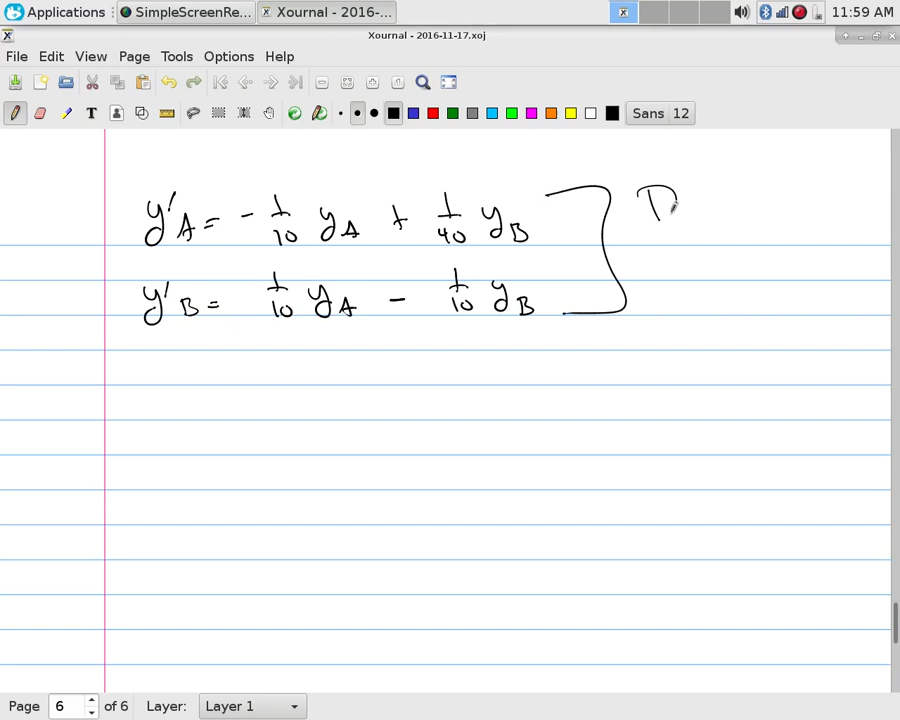 Applications SimpleScreenRe... Xournal - 2016-... 11:59 AM
Xournal - 2016-11-17.xoj
File Edit View Page Tools Options Help
T Sans 12
y'A = - 1/10 yA + 1/40 yB
y'B = 1/10 yA - 1/10 yB
Page 6 of 6 Layer: Layer 1